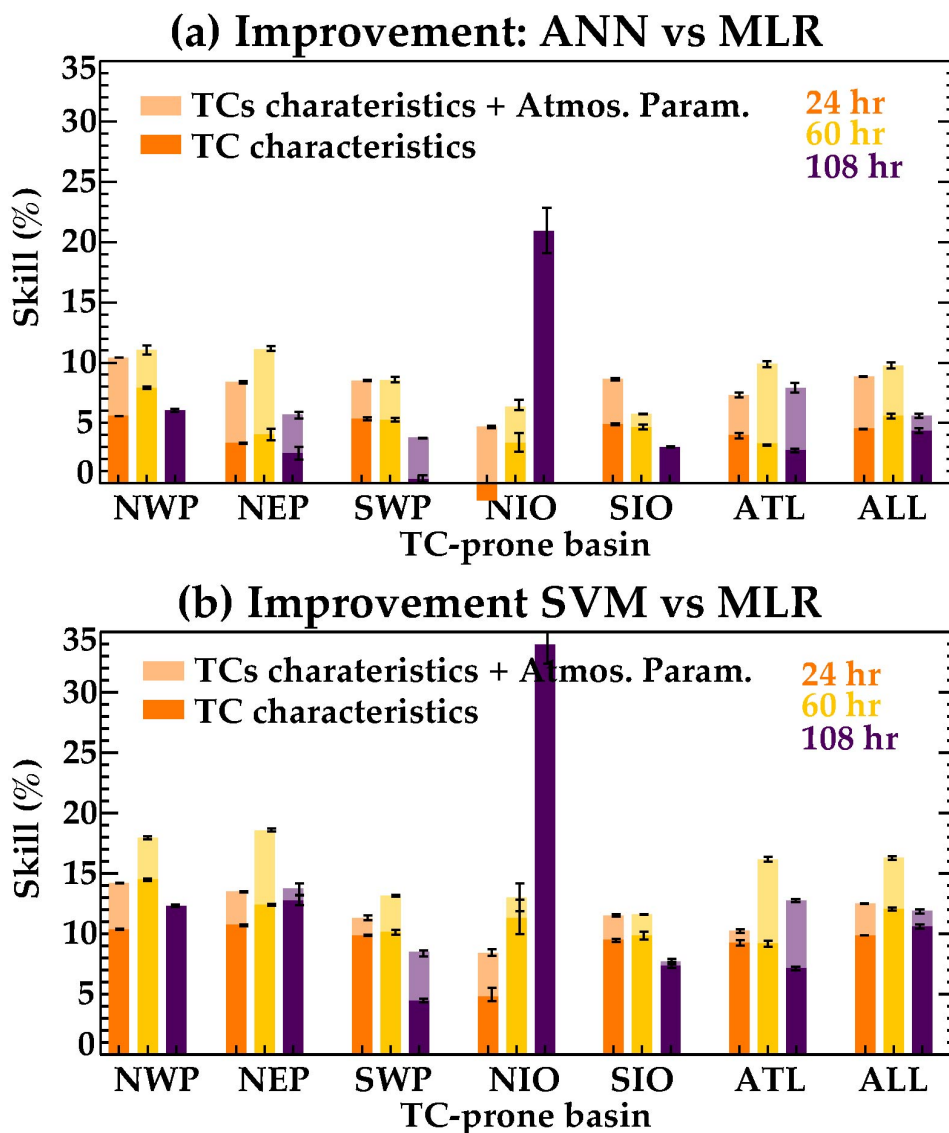 (a) Improvement: ANN vs MLR
35
30
25
20
15
10
5
0
Skill (%)
TCs charateristics + Atmos. Param.
TC characteristics
24 hr
60 hr
108 hr
NWP NEP SWP NIO SIO ATL ALL
TC-prone basin
(b) Improvement SVM vs MLR
35
30
25
20
15
10
5
0
Skill (%)
TCs charateristics + Atmos. Param.
TC characteristics
24 hr
60 hr
108 hr
NWP NEP SWP NIO SIO ATL ALL
TC-prone basin